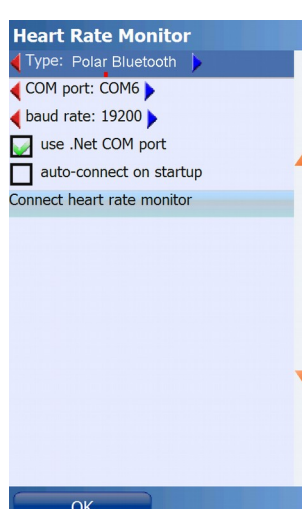 Heart Rate Monitor
Type: Polar Bluetooth
COM port: COM6
baud rate: 19200
use .Net COM port
auto-connect on startup
Connect heart rate monitor
OK